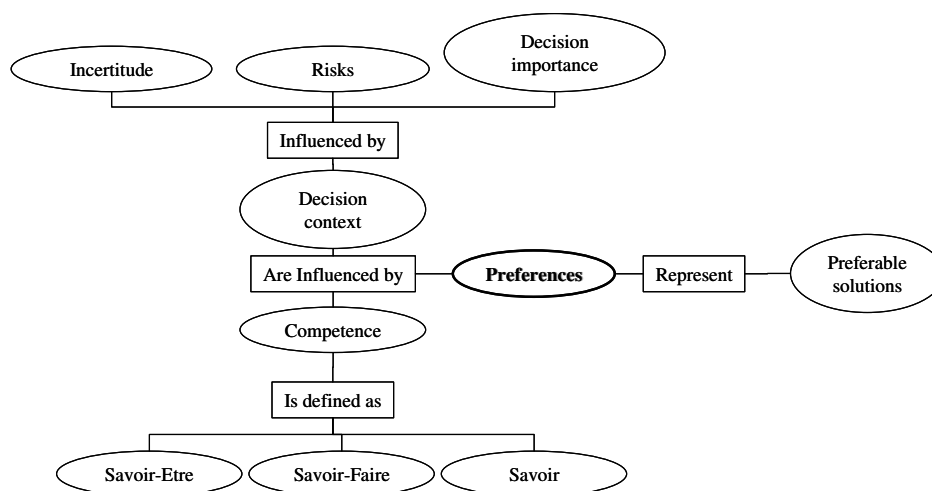 Decision
importance
Incertitude
Risks
Influenced by
Decision
context
Are Influenced by
Preferences
Represent
Preferable
solutions
Competence
Is defined as
Savoir-Etre
Savoir-Faire
Savoir